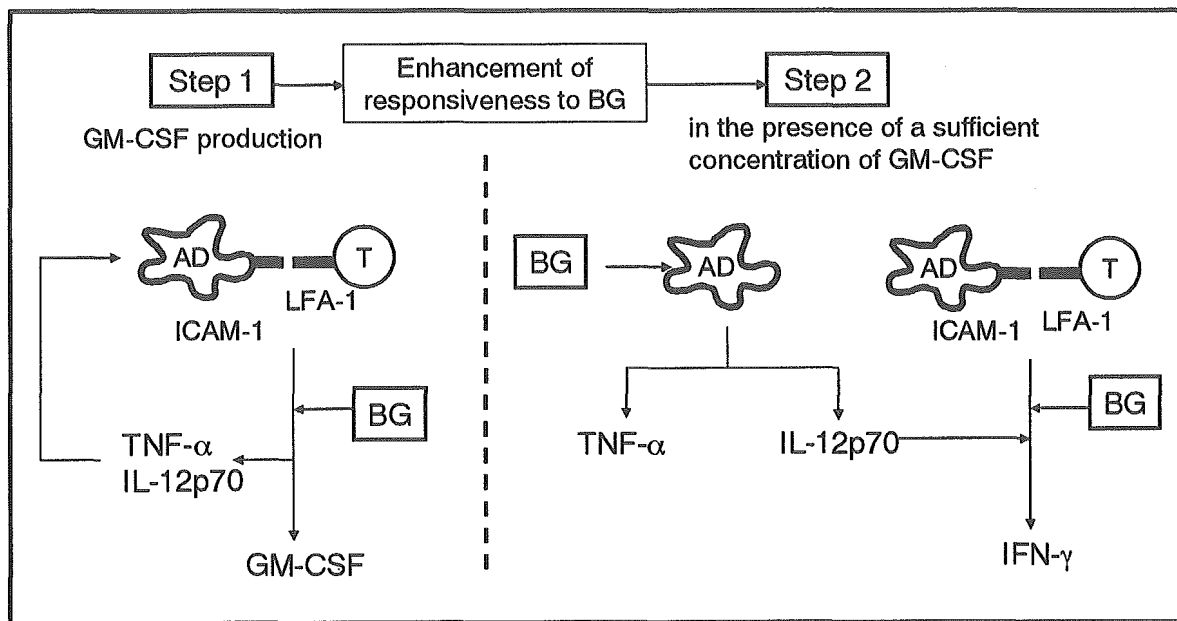 Step 1
Enhancement of
responsiveness to BG
Step 2
GM-CSF production
in the presence of a sufficient
concentration of GM-CSF
AD
T
LFA-1
ICAM-1
BG
TNF-α
IL-12p70
GM-CSF
BG
AD
TNF-α
IL-12p70
AD
T
ICAM-1
LFA-1
BG
IFN-γ